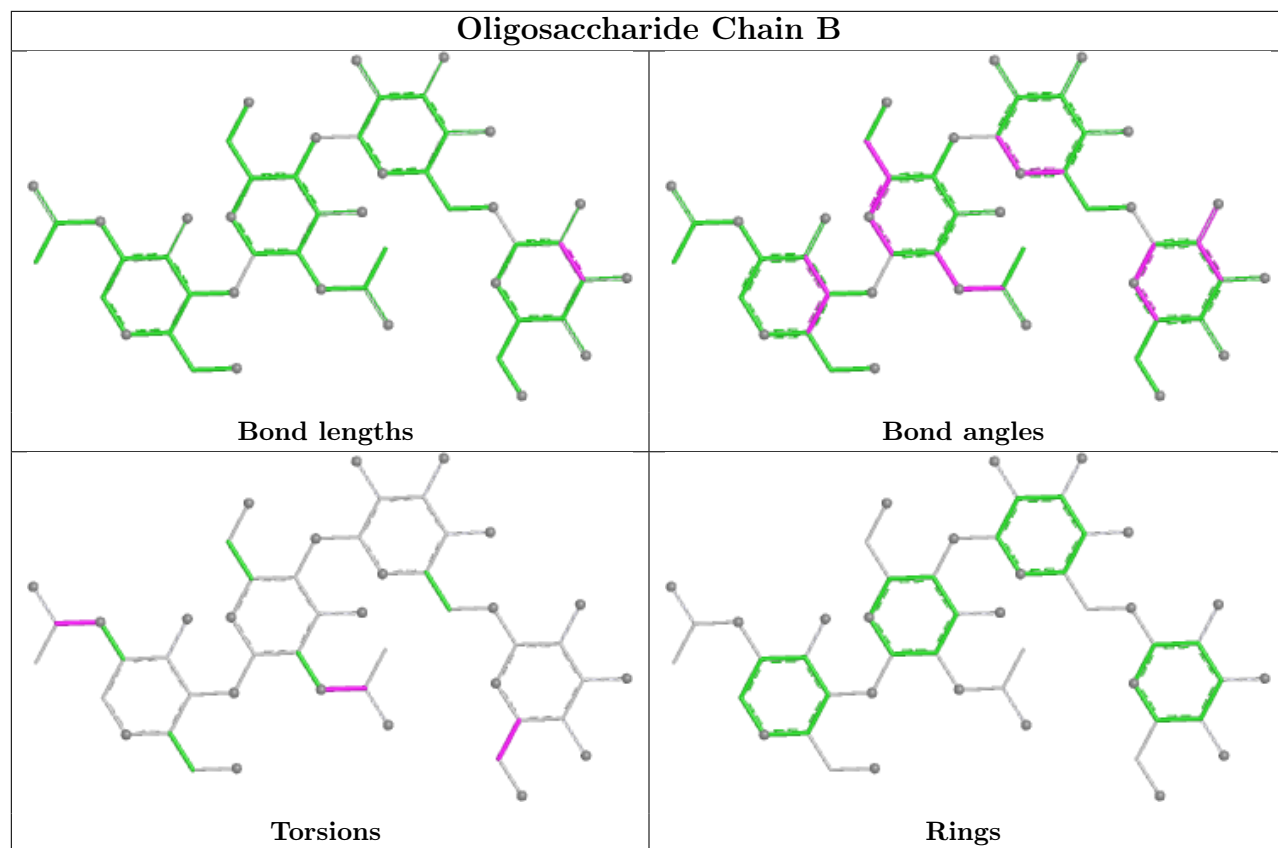 Oligosaccharide Chain B
Bond lengths
Bond angles
Torsions
Rings